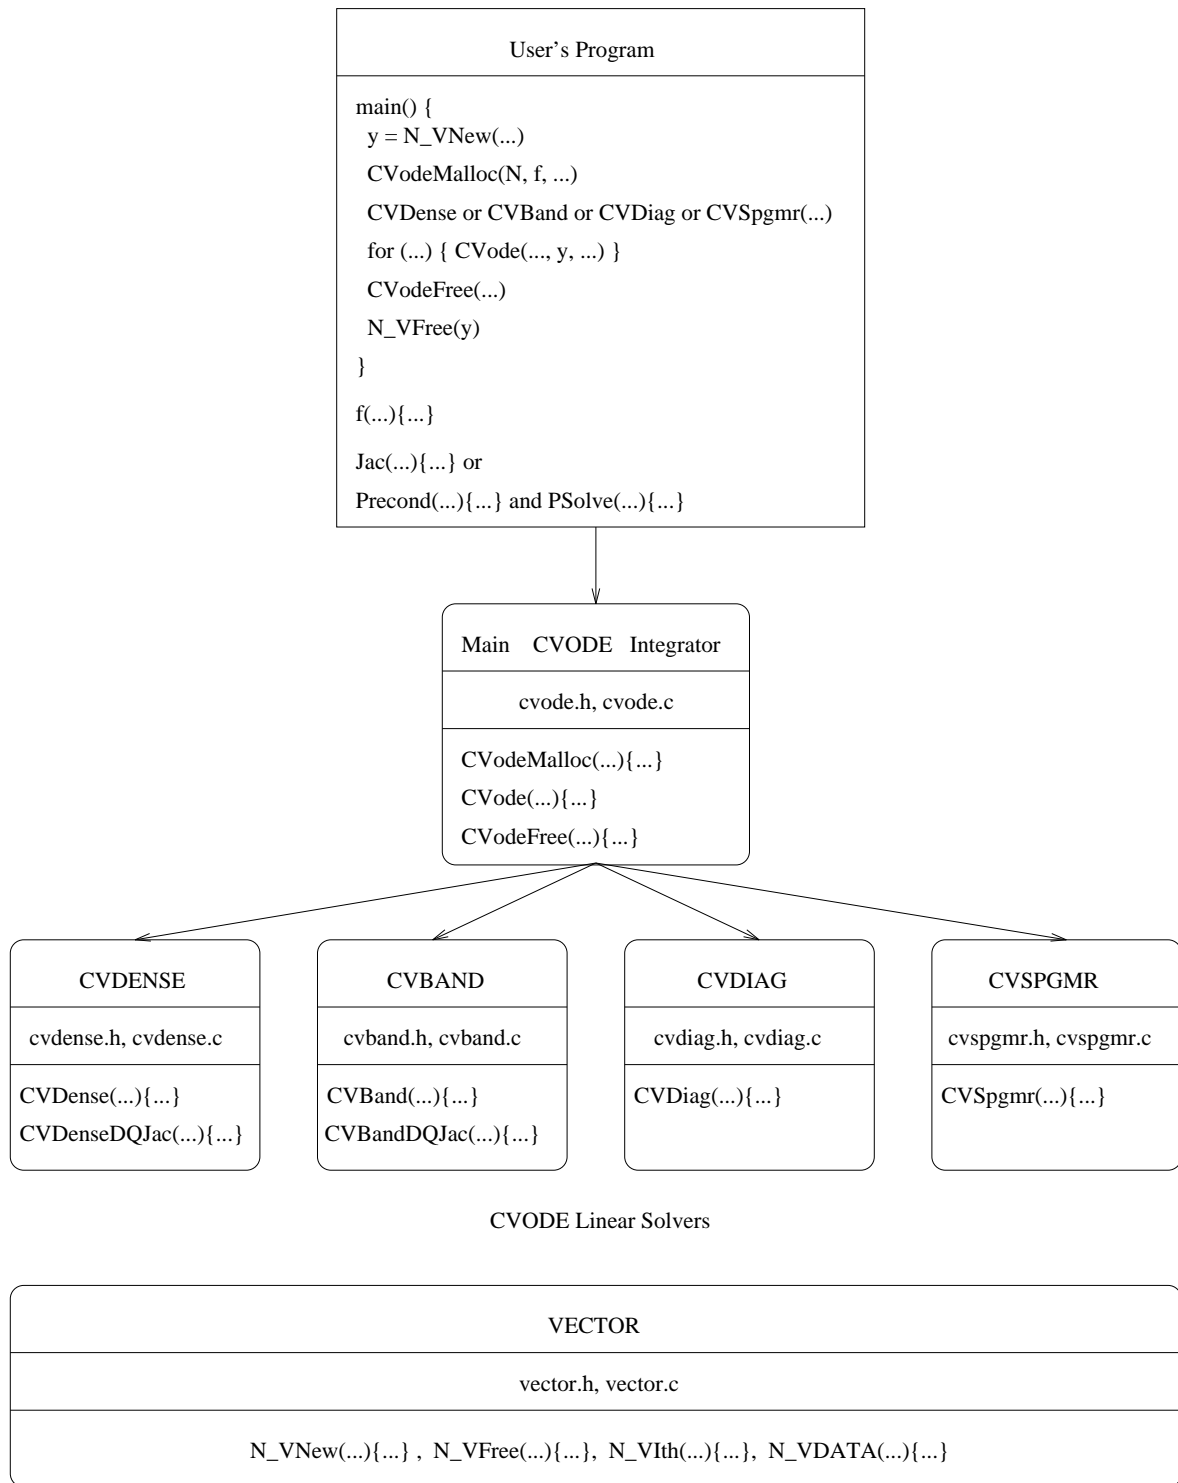 User's Program
main() {
y = N_VNew(...)
CVodeMalloc(N, f, ...)
CVDense or CVBand or CVDiag or CVSpgmr(...)
for (...) { CVode(..., y, ...) }
CVodeFree(...)
N_VFree(y)
}
f(...){...}
Jac(...){...} or
Precond(...){...} and PSolve(...){...}
Main CVODE Integrator
cvode.h, cvode.c
CVodeMalloc(...){...}
CVode(...){...}
CVodeFree(...){...}
CVDENSE
cvdense.h, cvdense.c
CVDense(...){...}
CVDenseDQJac(...){...}
CVBAND
cvband.h, cvband.c
CVBand(...){...}
CVBandDQJac(...){...}
CVDIAG
cvdiag.h, cvdiag.c
CVDiag(...){...}
CVSPGMR
cvspgmr.h, cvspgmr.c
CVSpgmr(...){...}
CVODE Linear Solvers
VECTOR
vector.h, vector.c
N_VNew(...){...} , N_VFree(...){...}, N_VIth(...){...}, N_VDATA(...){...}